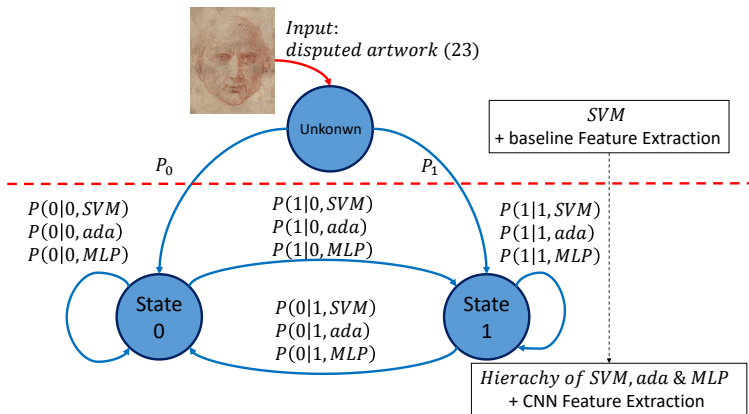 Input:
disputed artwork (23)
Unkonwn
SVM
+ baseline Feature Extraction
P₀
P₁
P(0|0, SVM)
P(0|0, ada)
P(0|0, MLP)
P(1|0, SVM)
P(1|0, ada)
P(1|0, MLP)
P(1|1, SVM)
P(1|1, ada)
P(1|1, MLP)
State
0
P(0|1, SVM)
P(0|1, ada)
P(0|1, MLP)
State
1
Hierachy of SVM, ada & MLP
+ CNN Feature Extraction